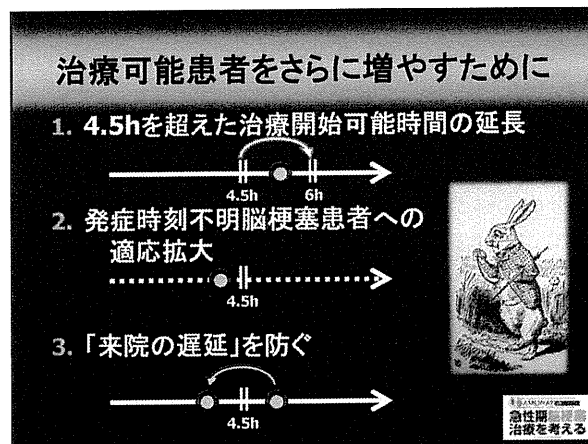 治療可能患者をさらに増やすために
1. 4.5hを超えた治療開始可能時間の延長
4.5h 6h
2. 発症時刻不明脳梗塞患者への
適応拡大
4.5h
3. 「来院の遅延」を防ぐ
4.5h
急性期脳梗塞
治療を考える